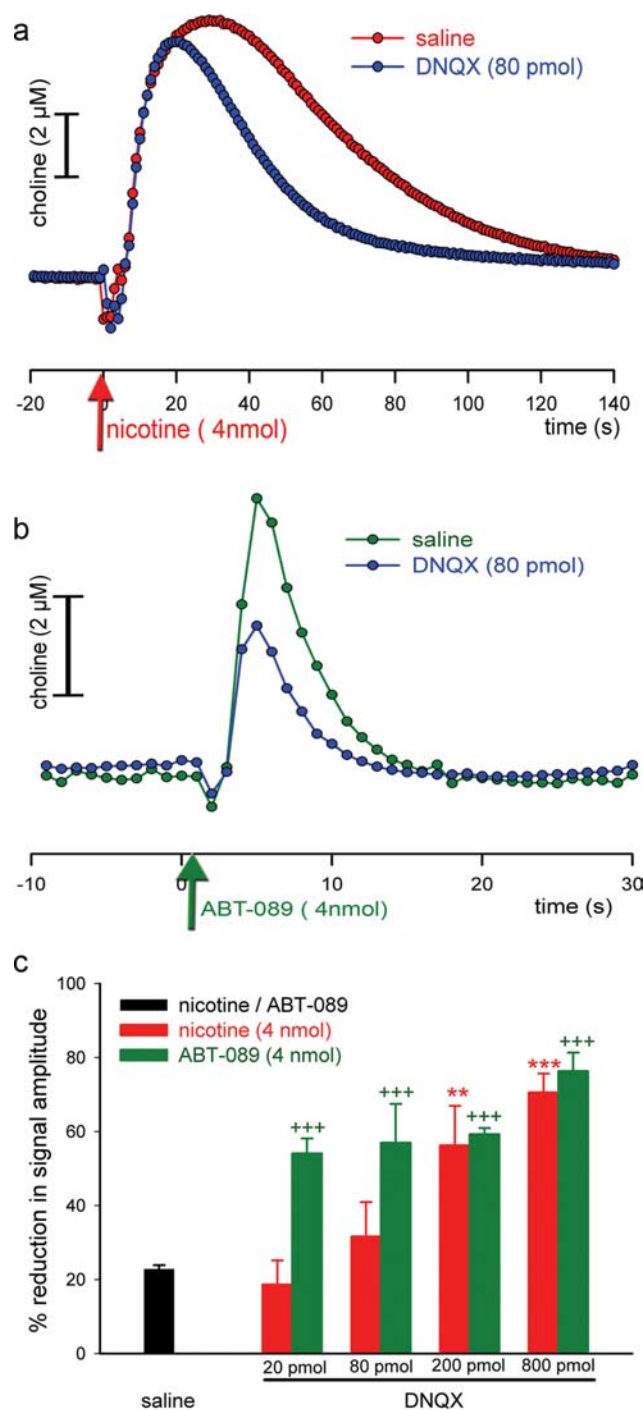 a
saline
DNQX (80 pmol)
choline (2 µM)
-20 0 20 40 60 80 100 120 140
nicotine ( 4nmol)
time (s)
b
saline
DNQX (80 pmol)
choline (2 µM)
-10 0 10 20 30
ABT-089 ( 4nmol)
time (s)
c
% reduction in signal amplitude
100
80
60
40
20
0
nicotine / ABT-089
nicotine (4 nmol)
ABT-089 (4 nmol)
+++ +++ ** +++ *** +++
20 pmol 80 pmol 200 pmol 800 pmol
saline DNQX